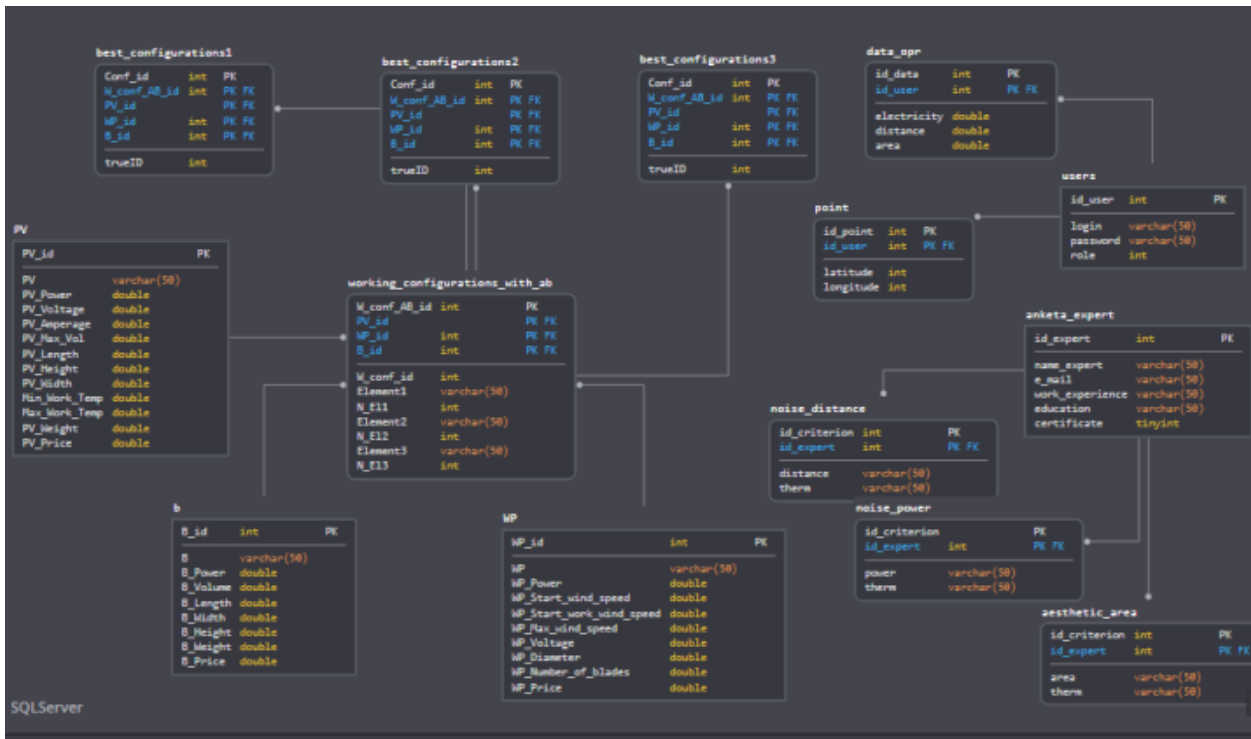 best_configurations1
Conf_id int PK
W_conf_AB_id int PK FK
PV_id PK FK
WP_id int PK FK
B_id int PK FK
trueID int
best_configurations2
Conf_id int PK
W_conf_AB_id int PK FK
PV_id PK FK
WP_id int PK FK
B_id int PK FK
trueID int
best_configurations3
Conf_id int PK
W_conf_AB_id int PK FK
PV_id PK FK
WP_id int PK FK
B_id int PK FK
trueID int
data_opr
id_data int PK
id_user int PK FK
electricity double
distance double
area double
users
id_user int PK
login varchar(50)
password varchar(50)
role int
point
id_point int PK
id_user int PK FK
latitude int
longitude int
PV
PV_id PK
PV varchar(50)
PV_Power double
PV_Voltage double
PV_Amperage double
PV_Max_Vol double
PV_Length double
PV_Height double
PV_Width double
Min_Work_Temp double
Max_Work_Temp double
PV_Weight double
PV_Price double
working_configurations_with_ab
W_conf_AB_id int PK
PV_id PK FK
WP_id int PK FK
B_id int PK FK
W_conf_id int
Element1 varchar(50)
N_El1 int
Element2 varchar(50)
N_El2 int
Element3 varchar(50)
N_El3 int
anketa_expert
id_expert int PK
name_expert varchar(50)
e_mail varchar(50)
work_experience varchar(50)
education varchar(50)
certificate tinyint
noise_distance
id_criterion int PK
id_expert int PK FK
distance varchar(50)
therm varchar(50)
noise_power
id_criterion PK
id_expert int PK FK
power varchar(50)
therm varchar(50)
b
B_id int PK
B varchar(50)
B_Power double
B_Volume double
B_Length double
B_Width double
B_Height double
B_Weight double
B_Price double
WP
WP_id int PK
WP varchar(50)
WP_Power double
WP_Start_wind_speed double
WP_Start_work_wind_speed double
WP_Max_wind_speed double
WP_Voltage double
WP_Diameter double
WP_Number_of_blades double
WP_Price double
aesthetic_area
id_criterion int PK
id_expert int PK FK
area varchar(50)
therm varchar(50)
SQLServer